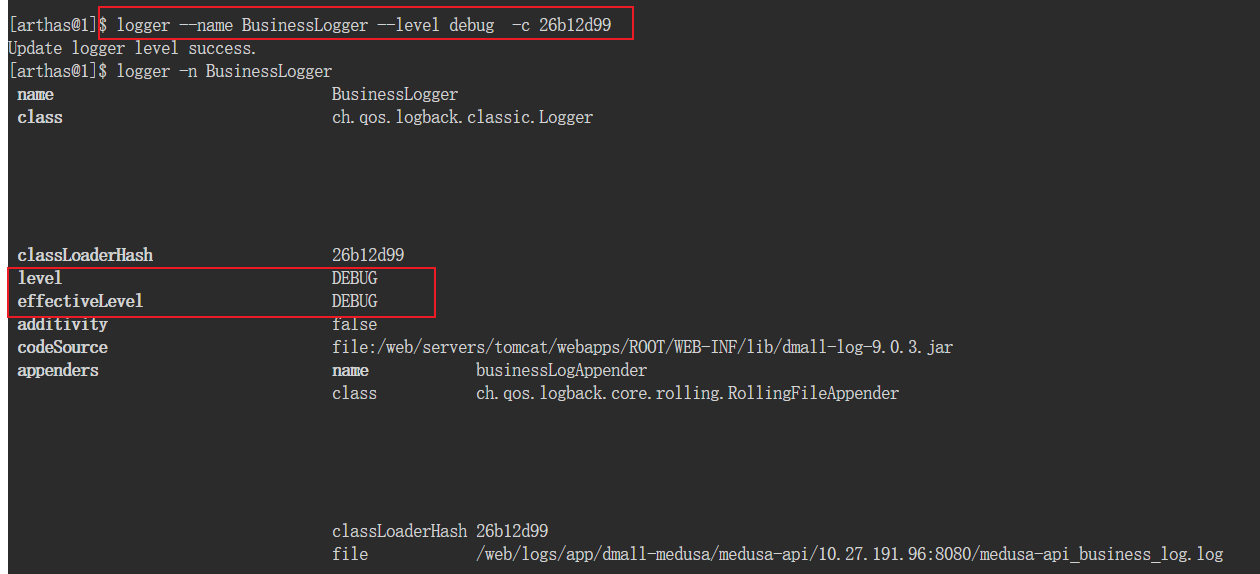 [arthas@1]$ logger --name BusinessLogger --level debug  -c 26b12d99
Update logger level success.
[arthas@1]$ logger -n BusinessLogger
name BusinessLogger
class ch.qos.logback.classic.Logger
classLoaderHash 26b12d99
level DEBUG
effectiveLevel DEBUG
additivity false
codeSource file:/web/servers/tomcat/webapps/ROOT/WEB-INF/lib/dmall-log-9.0.3.jar
appenders name businessLogAppender
class ch.qos.logback.core.rolling.RollingFileAppender
classLoaderHash 26b12d99
file /web/logs/app/dmall-medusa/medusa-api/10.27.191.96:8080/medusa-api_business_log.log